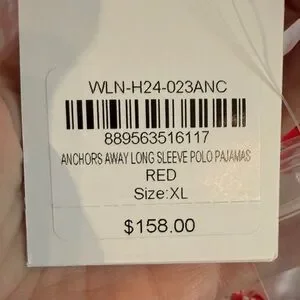 WLN-H24-023ANC
889563516117
ANCHORS AWAY LONG SLEEVE POLO PAJAMAS
RED
Size:XL
$158.00